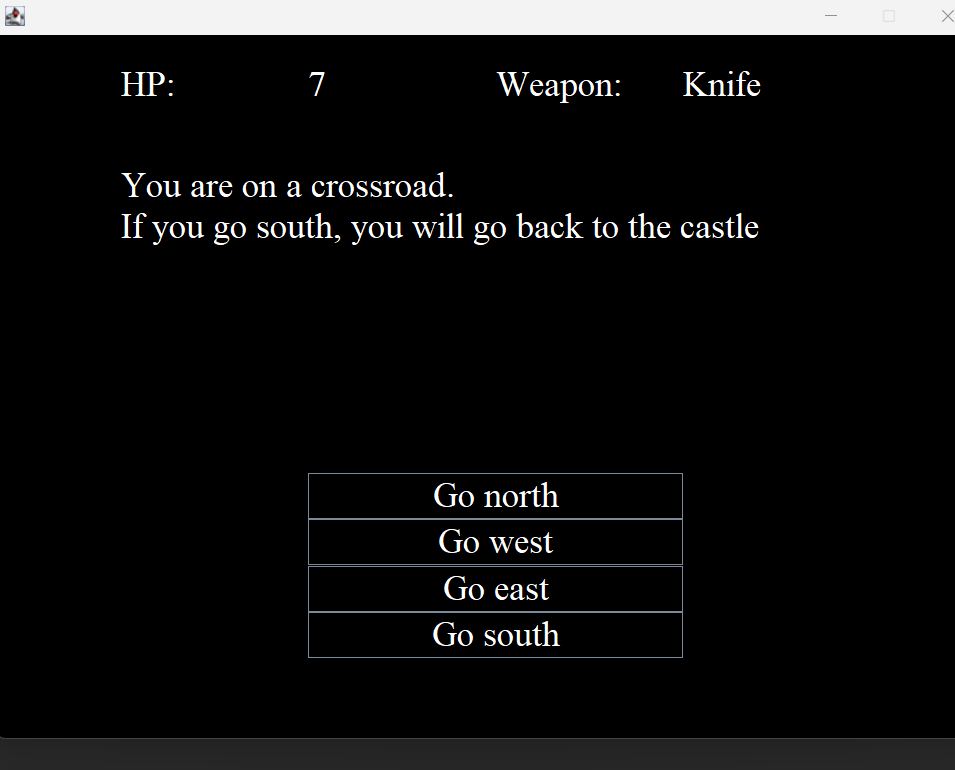 HP: 7 Weapon: Knife
You are on a crossroad.
If you go south, you will go back to the castle
Go north
Go west
Go east
Go south